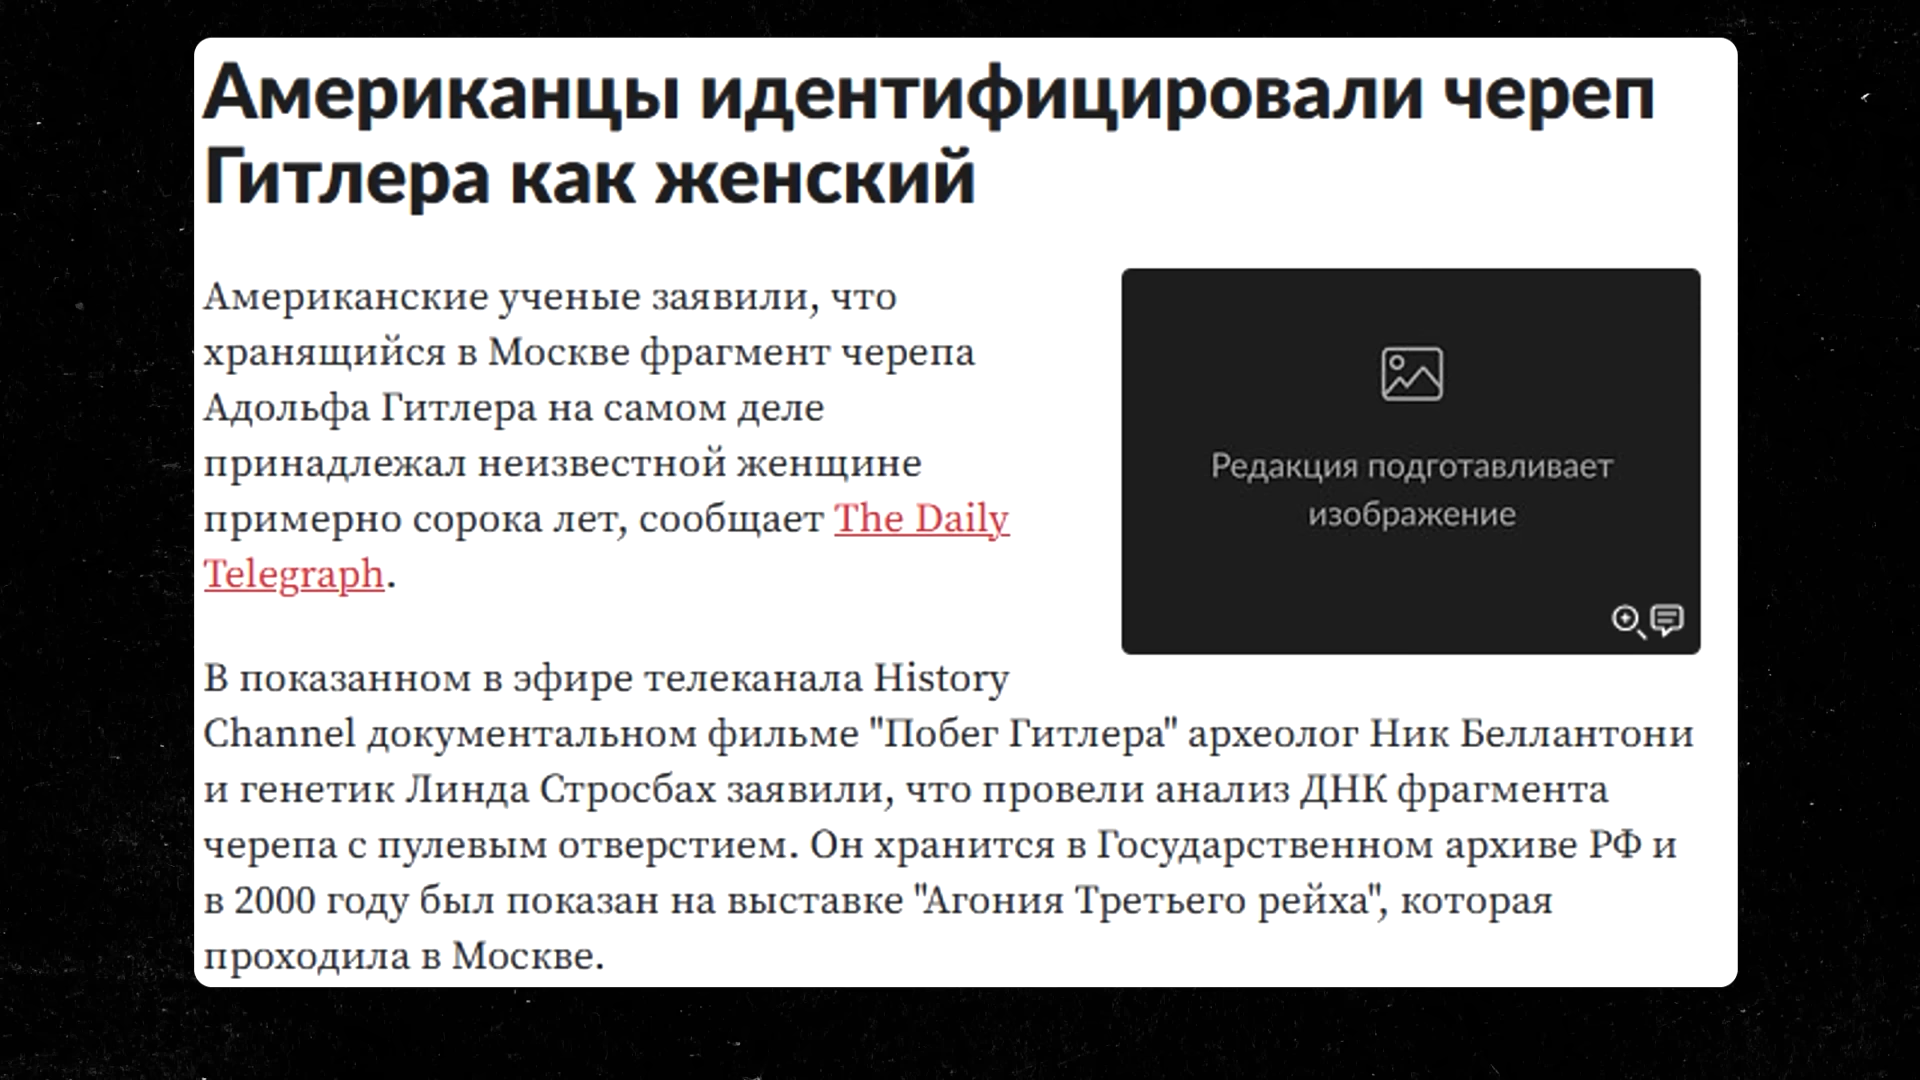 Американцы идентифицировали череп
Гитлера как женский
Американские ученые заявили, что
хранящийся в Москве фрагмент черепа
Адольфа Гитлера на самом деле
принадлежал неизвестной женщине
примерно сорока лет, сообщает The Daily
Telegraph.
Редакция подготавливает
изображение
В показанном в эфире телеканала History
Channel документальном фильме "Побег Гитлера" археолог Ник Беллантони
и генетик Линда Стросбах заявили, что провели анализ ДНК фрагмента
черепа с пулевым отверстием. Он хранится в Государственном архиве РФ и
в 2000 году был показан на выставке "Агония Третьего рейха", которая
проходила в Москве.